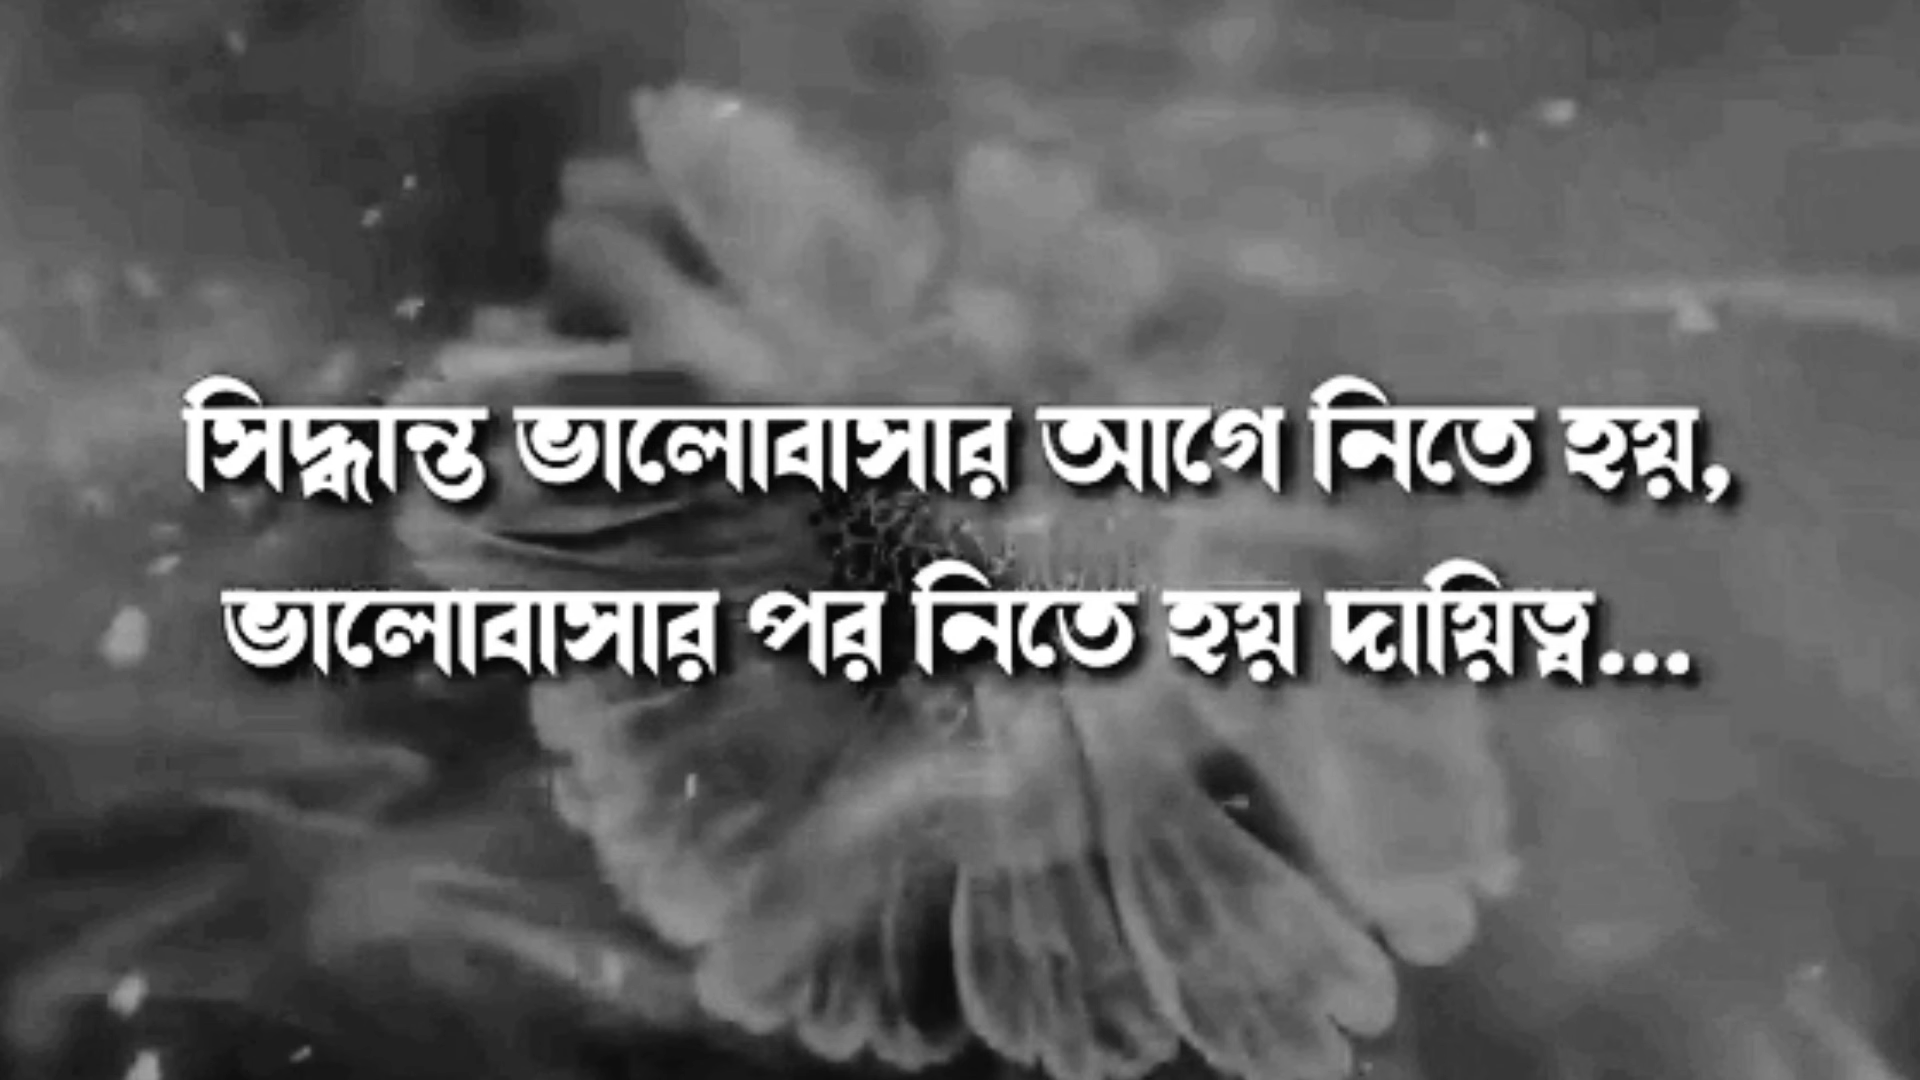 সিদ্ধান্ত ভালোবাসার আগে নিতে হয়,
ভালোবাসার পর নিতে হয় দায়িত্ব...